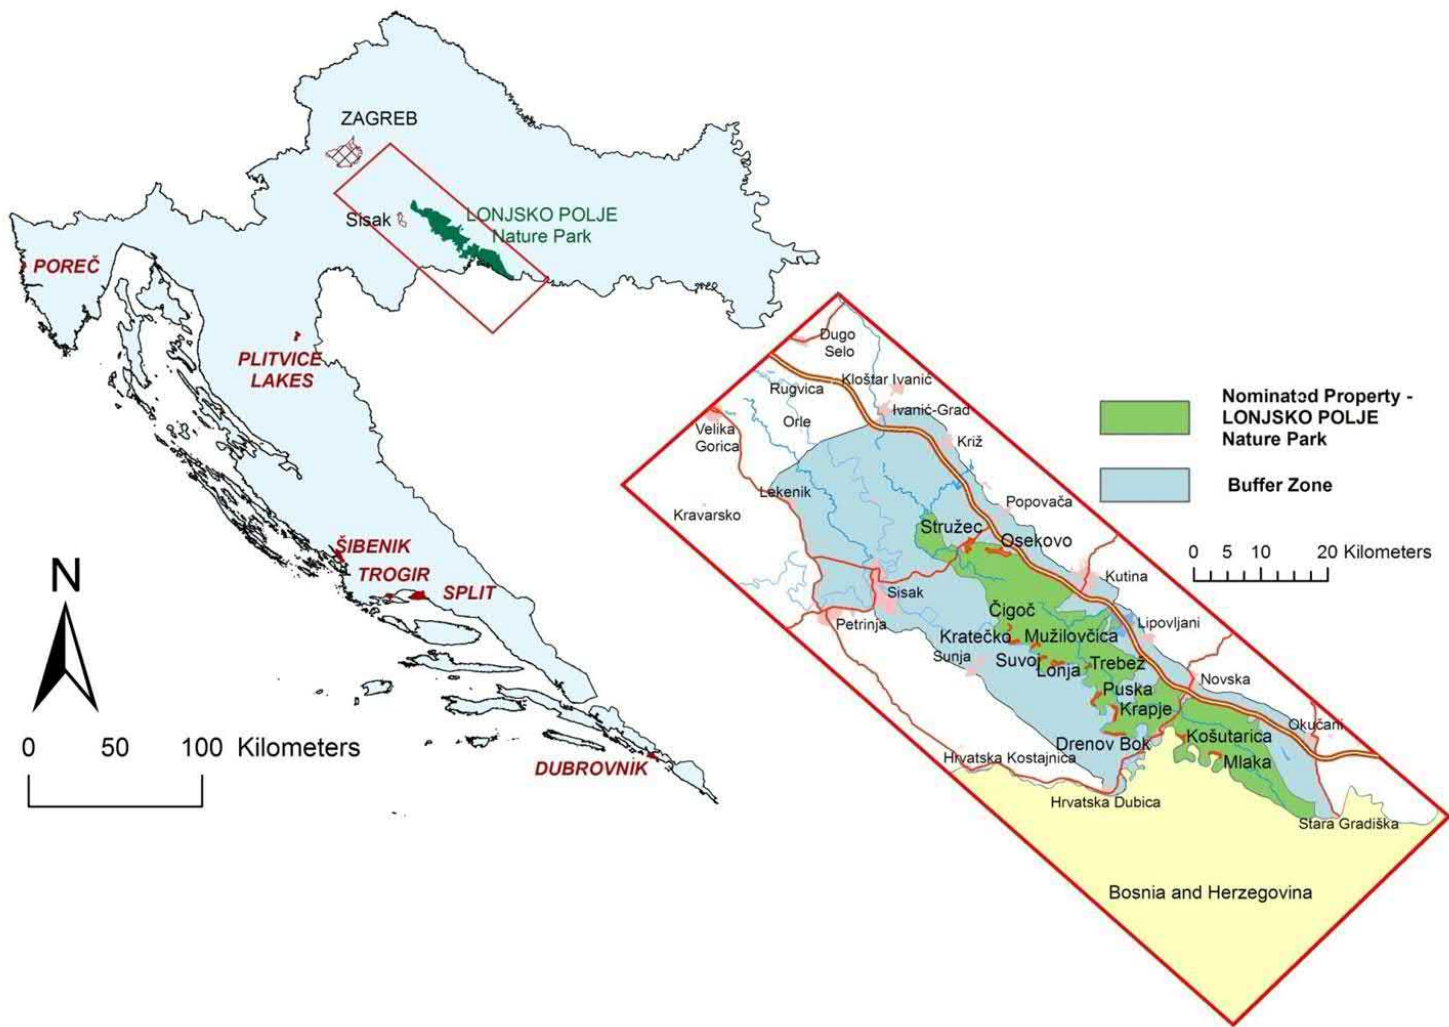 ZAGREB
Sisak
LONJSKO POLJE
Nature Park
POREČ
PLITVICE
LAKES
ŠIBENIK
TROGIR
SPLIT
DUBROVNIK
N
0 50 100 Kilometers
Dugo
Selo
Kloštar Ivanić
Rugvica
Ivanić-Grad
Orle
Velika
Gorica
Križ
Lekenik
Popovača
Kravarsko
Stružec
Osekovo
Kutina
Sisak
Čigoč
Petrinja
Lipovljani
Kratečko
Mužilovčica
Sunja
Suvoj
Lonja
Trebež
Novska
Puska
Krapje
Okučani
Košutarica
Drenov Bok
Hrvatska Kostajnica
Mlaka
Hrvatska Dubica
Stara Gradiška
Bosnia and Herzegovina
Nominated Property -
LONJSKO POLJE
Nature Park
Buffer Zone
0 5 10 20 Kilometers